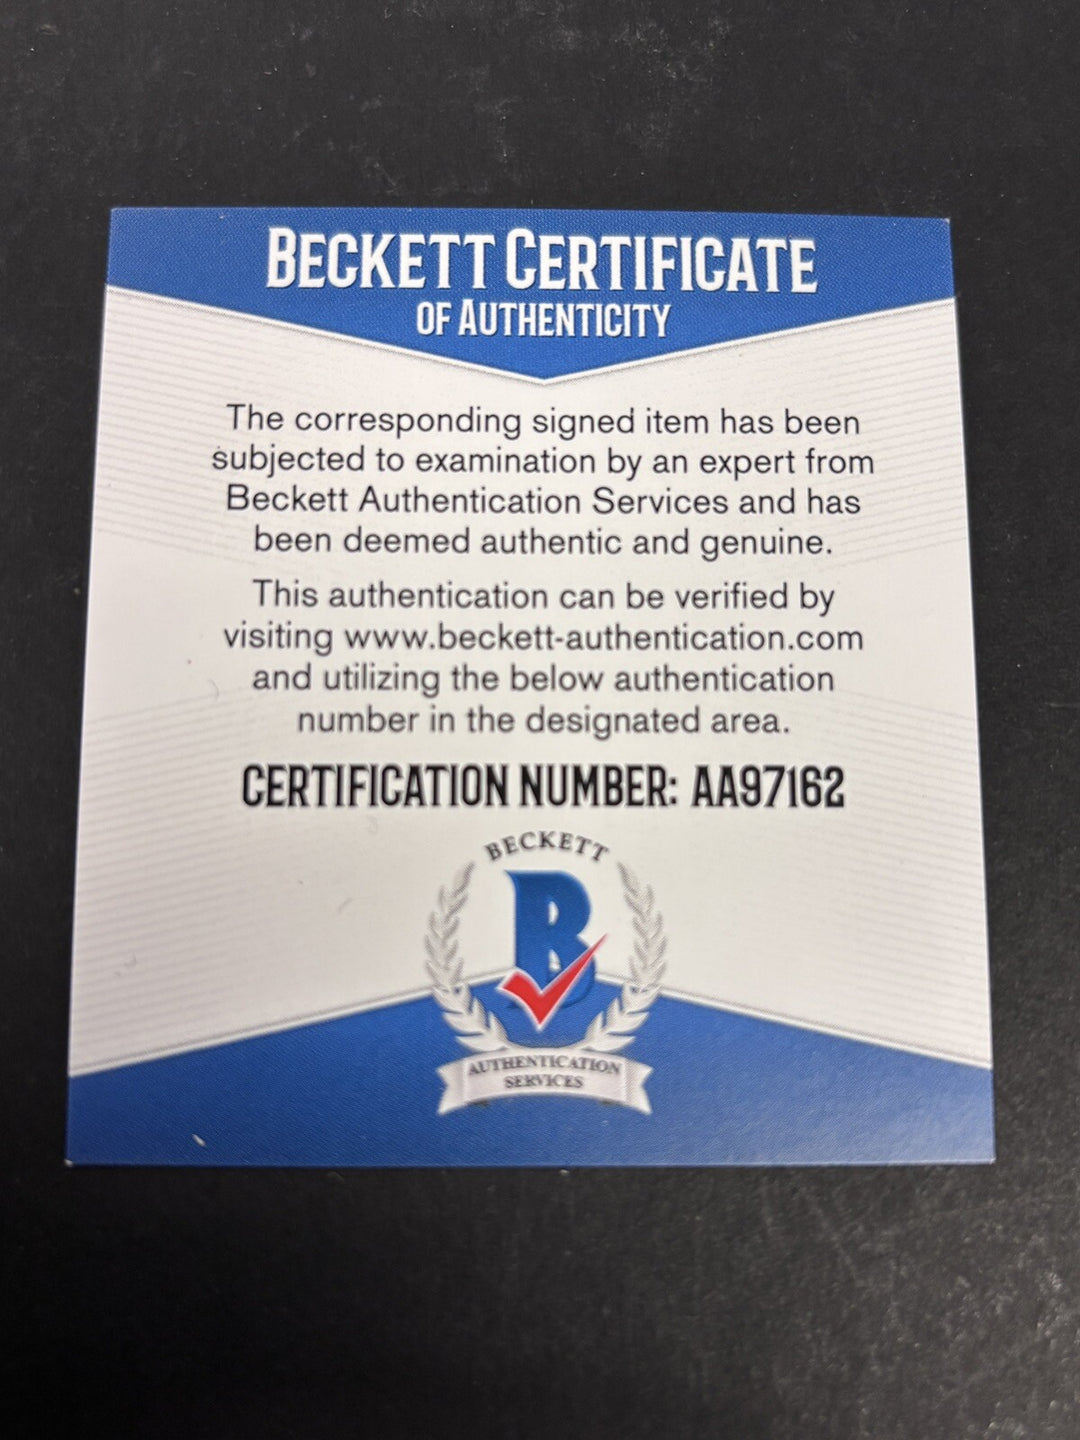 BECKETT CERTIFICATE
OF AUTHENTICITY
The corresponding signed item has been
subjected to examination by an expert from
Beckett Authentication Services and has
been deemed authentic and genuine.
This authentication can be verified by
visiting www.beckett-authentication.com
and utilizing the below authentication
number in the designated area.
CERTIFICATION NUMBER: AA97162
BECKETT
B
AUTHENTICATION
SERVICES